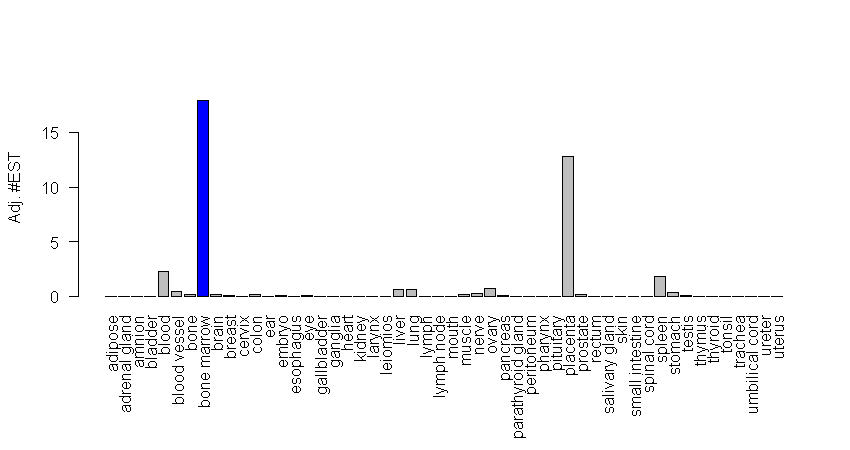 Adj. #EST
15
10
5
0
adipose
adrenal gland
amnion
bladder
blood
blood vessel
bone
bone marrow
brain
breast
cervix
colon
ear
embryo
esophagus
eye
gallbladder
ganglia
heart
kidney
larynx
leiomios
liver
lung
lymph
lymph node
mouth
muscle
nerve
ovary
pancreas
parathyroid gland
peritoneum
pharynx
pituitary
placenta
prostate
rectum
salivary gland
skin
small intestine
spinal cord
spleen
stomach
testis
thymus
thyroid
tonsil
trachea
umbilical cord
ureter
uterus